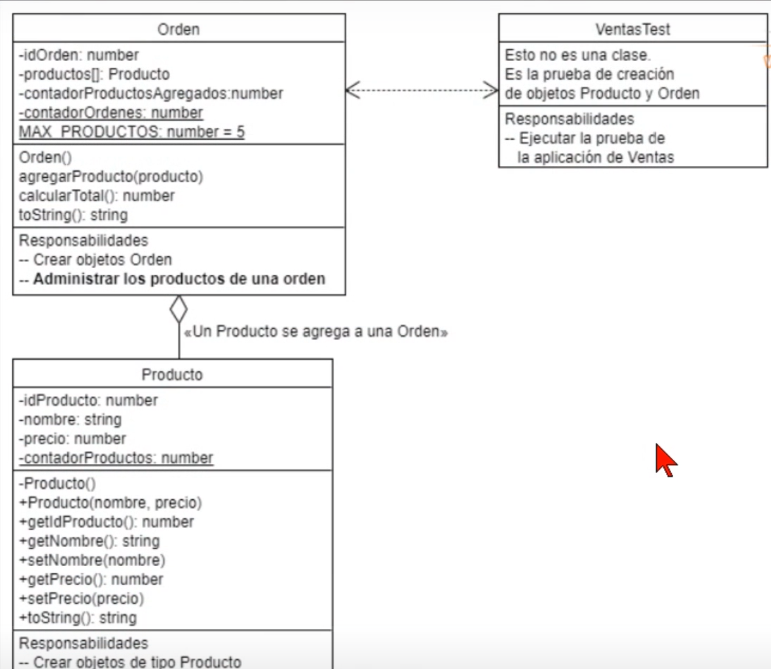 Orden
-idOrden: number
-productos[]: Producto
-contadorProductosAgregados:number
-contadorOrdenes: number
MAX_PRODUCTOS: number = 5
Orden()
agregarProducto(producto)
calcularTotal(): number
toString(): string
Responsabilidades
-- Crear objetos Orden
-- Administrar los productos de una orden
VentasTest
Esto no es una clase.
Es la prueba de creación
de objetos Producto y Orden
Responsabilidades
-- Ejecutar la prueba de
la aplicación de Ventas
«Un Producto se agrega a una Orden»
Producto
-idProducto: number
-nombre: string
-precio: number
-contadorProductos: number
-Producto()
+Producto(nombre, precio)
+getIdProducto(): number
+getNombre(): string
+setNombre(nombre)
+getPrecio(): number
+setPrecio(precio)
+toString(): string
Responsabilidades
-- Crear objetos de tipo Producto